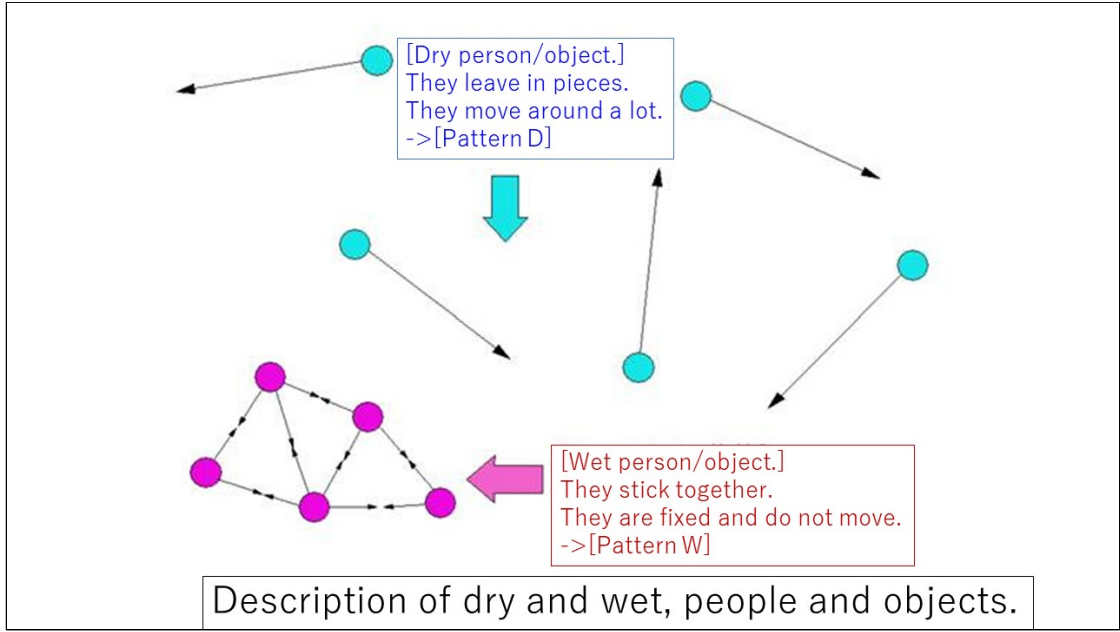 [Dry person/object.]
They leave in pieces.
They move around a lot.
->[Pattern D]
[Wet person/object.]
They stick together.
They are fixed and do not move.
->[Pattern W]
Description of dry and wet, people and objects.